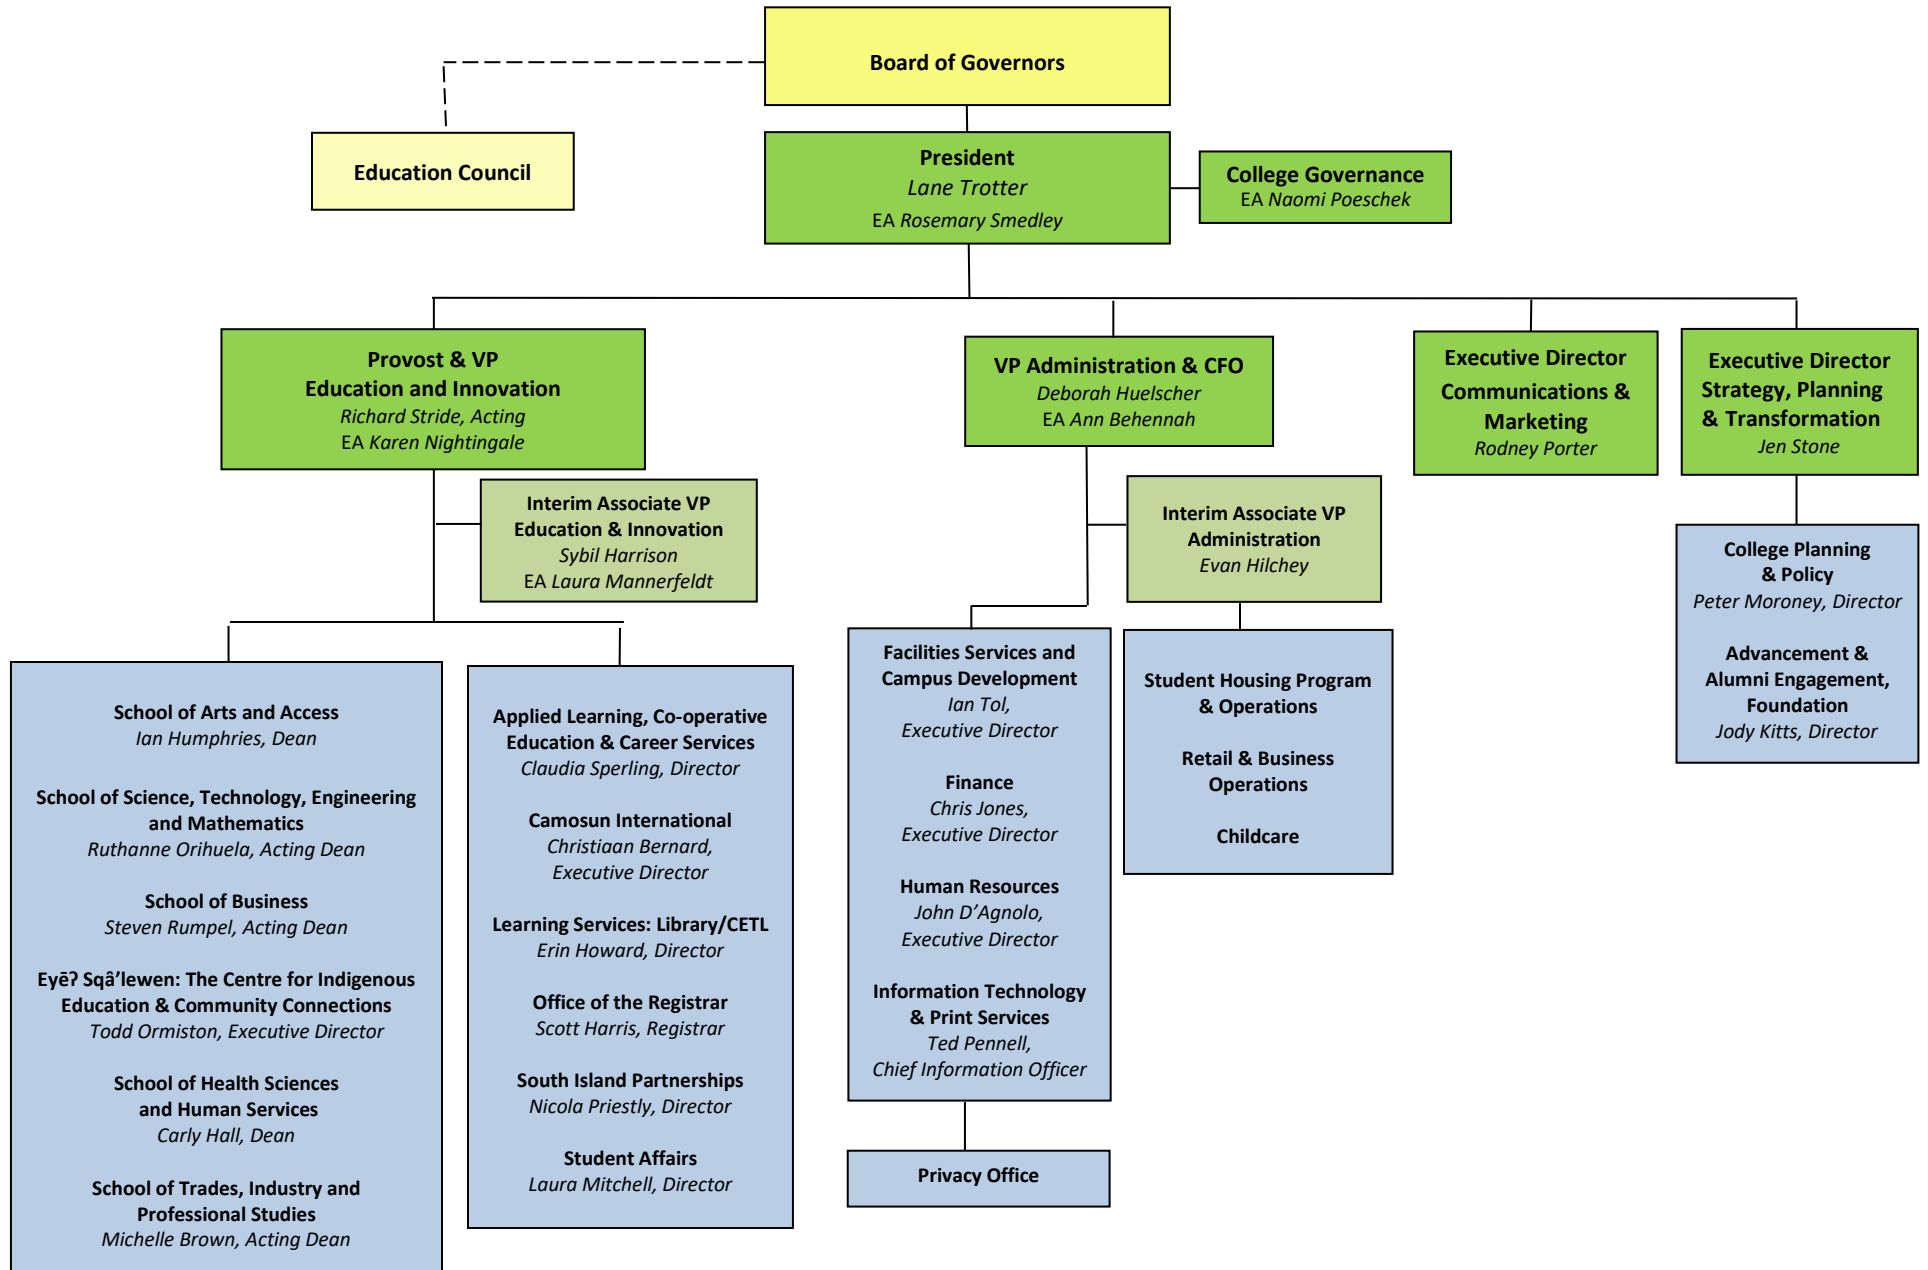 Board of Governors
Education Council
President
Lane Trotter
EA Rosemary Smedley
College Governance
EA Naomi Poeschek
Provost & VP
Education and Innovation
Richard Stride, Acting
EA Karen Nightingale
VP Administration & CFO
Deborah Huelscher
EA Ann Behennah
Executive Director
Communications &
Marketing
Rodney Porter
Executive Director
Strategy, Planning
& Transformation
Jen Stone
Interim Associate VP
Education & Innovation
Sybil Harrison
EA Laura Mannerfeldt
Interim Associate VP
Administration
Evan Hilchey
College Planning
& Policy
Peter Moroney, Director
Advancement &
Alumni Engagement,
Foundation
Jody Kitts, Director
School of Arts and Access
Ian Humphries, Dean
School of Science, Technology, Engineering
and Mathematics
Ruthanne Orihuela, Acting Dean
School of Business
Steven Rumpel, Acting Dean
Eyēʔ Sqâ’lewen: The Centre for Indigenous
Education & Community Connections
Todd Ormiston, Executive Director
School of Health Sciences
and Human Services
Carly Hall, Dean
School of Trades, Industry and
Professional Studies
Michelle Brown, Acting Dean
Applied Learning, Co-operative
Education & Career Services
Claudia Sperling, Director
Camosun International
Christiaan Bernard,
Executive Director
Learning Services: Library/CETL
Erin Howard, Director
Office of the Registrar
Scott Harris, Registrar
South Island Partnerships
Nicola Priestly, Director
Student Affairs
Laura Mitchell, Director
Facilities Services and
Campus Development
Ian Tol,
Executive Director
Finance
Chris Jones,
Executive Director
Human Resources
John D’Agnolo,
Executive Director
Information Technology
& Print Services
Ted Pennell,
Chief Information Officer
Privacy Office
Student Housing Program
& Operations
Retail & Business
Operations
Childcare